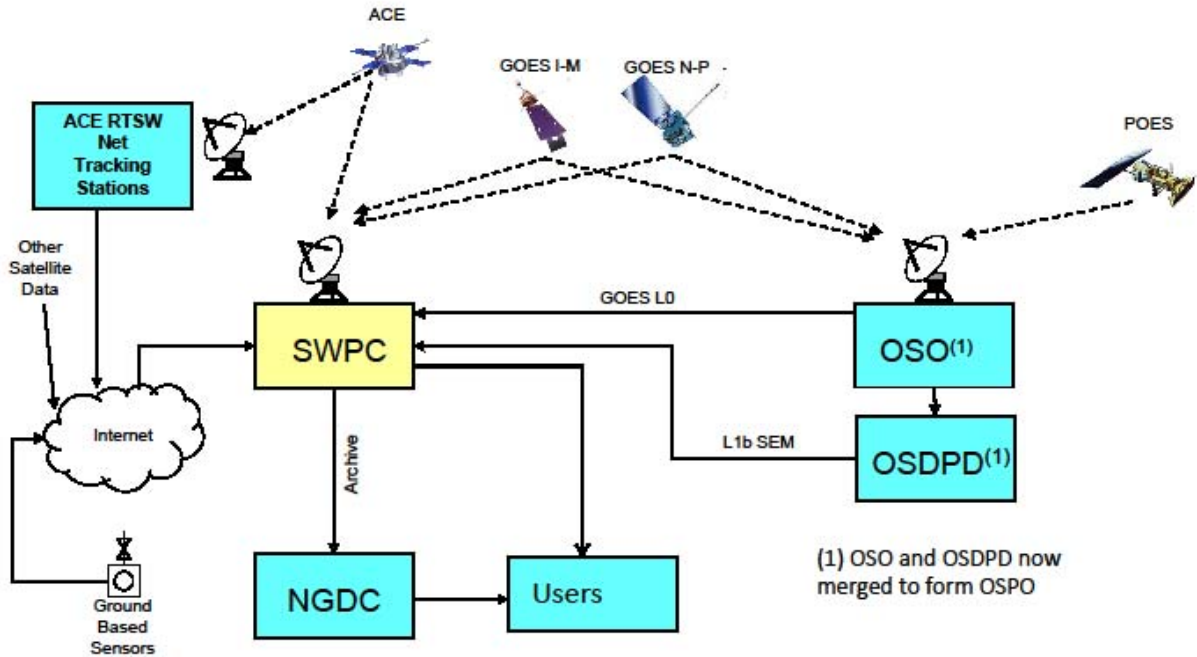 ACE
GOES I-M
GOES N-P
POES
ACE RTSW
Net
Tracking
Stations
Other
Satellite
Data
GOES L0
SWPC
OSO(1)
Internet
L1b SEM
OSDPD(1)
Archive
(1) OSO and OSDPD now
merged to form OSPO
NGDC
Users
Ground
Based
Sensors